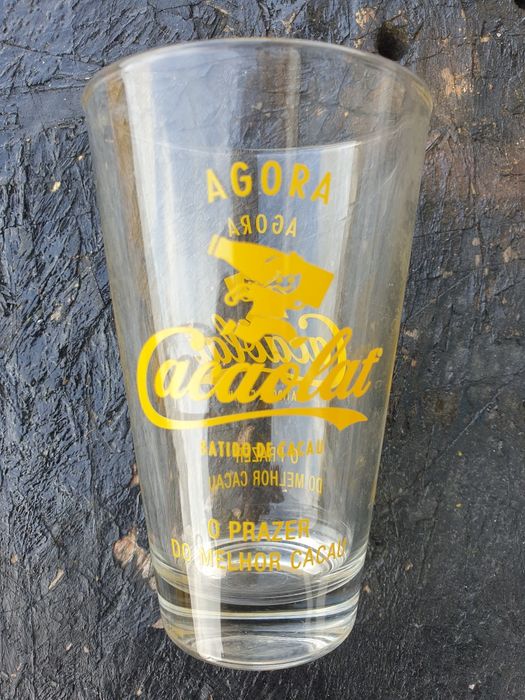 AGORA
Cacaolat
BATIDO DE CACAU
O PRAZER
DO MELHOR CACAU